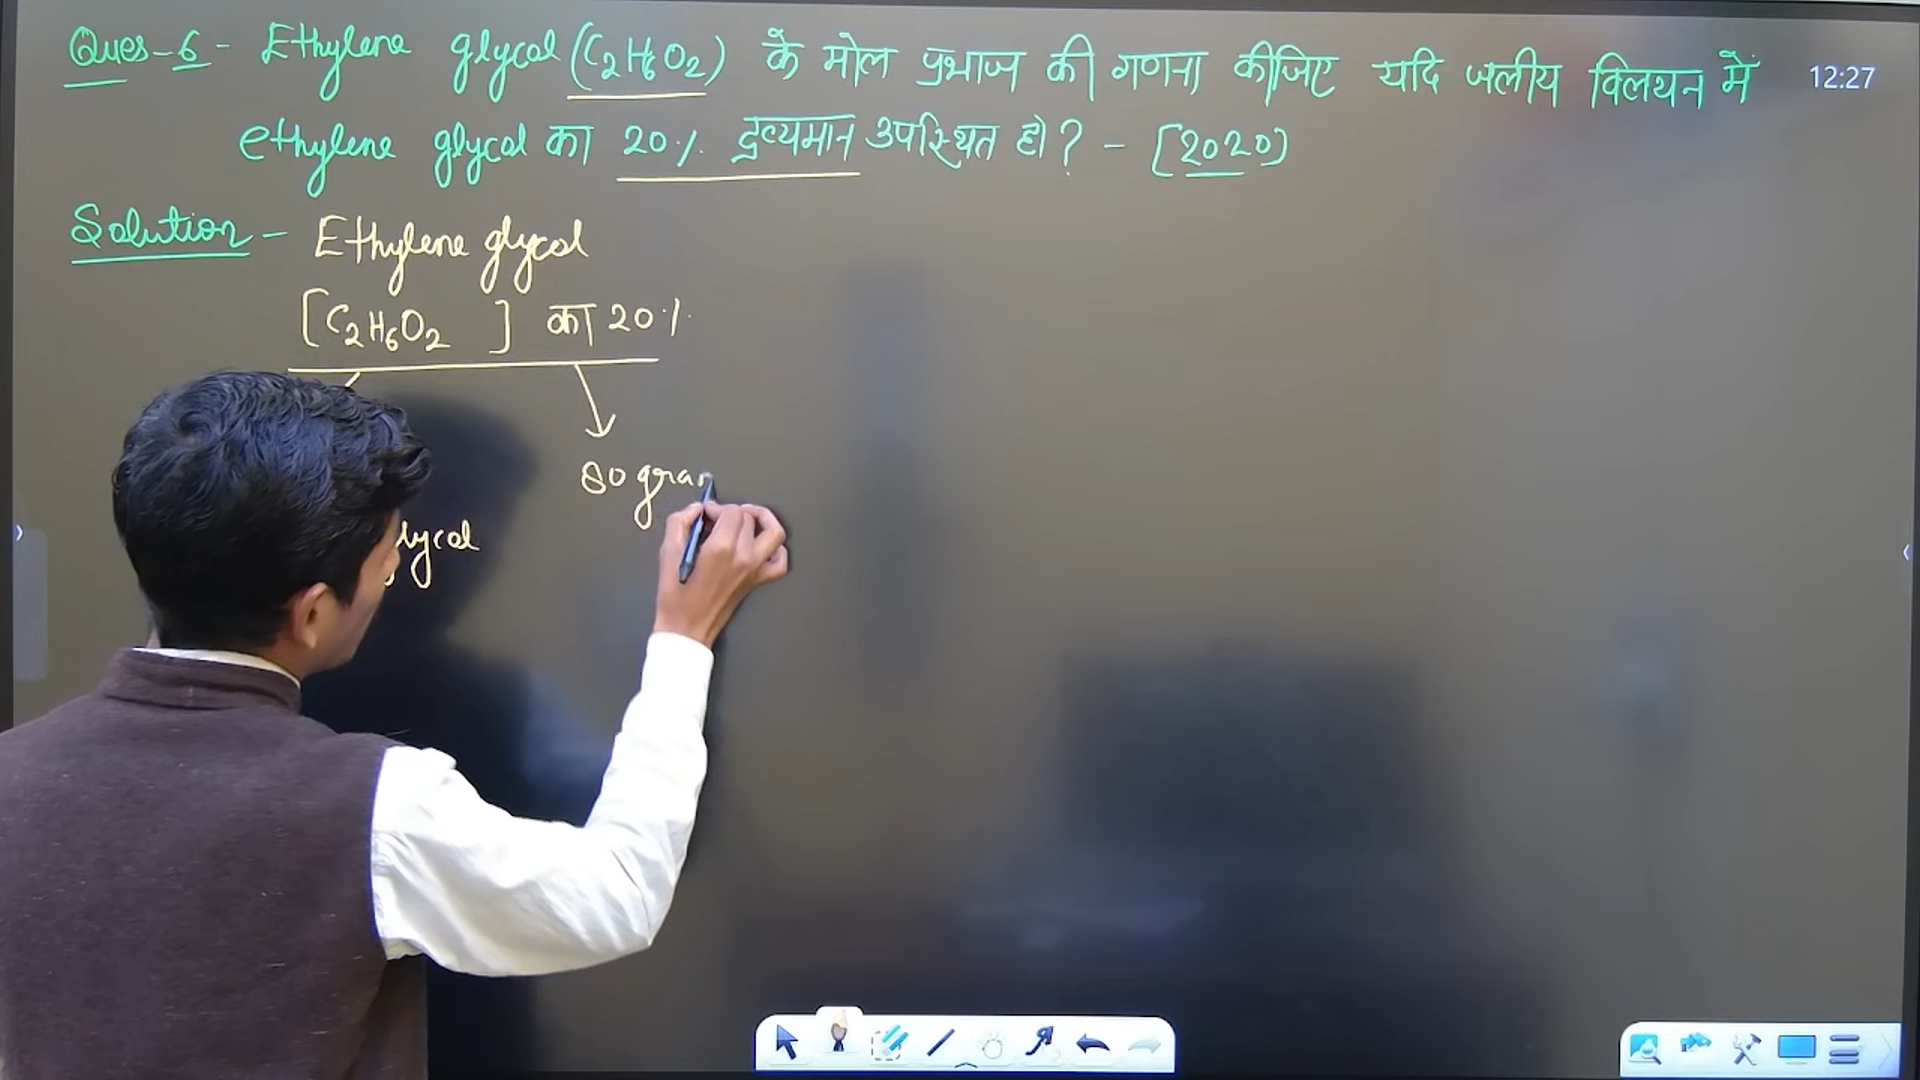 Ques-6- Ethylene glycol (C₂H₆O₂) के मोल प्रभाज की गणना कीजिए यदि जलीय विलयन में
12:27
ethylene glycol का 20% द्रव्यमान उपस्थित हो? - [2020)
Solution - Ethylene glycol
[C₂H₆O₂ ] का 20%
80 gra
lycol